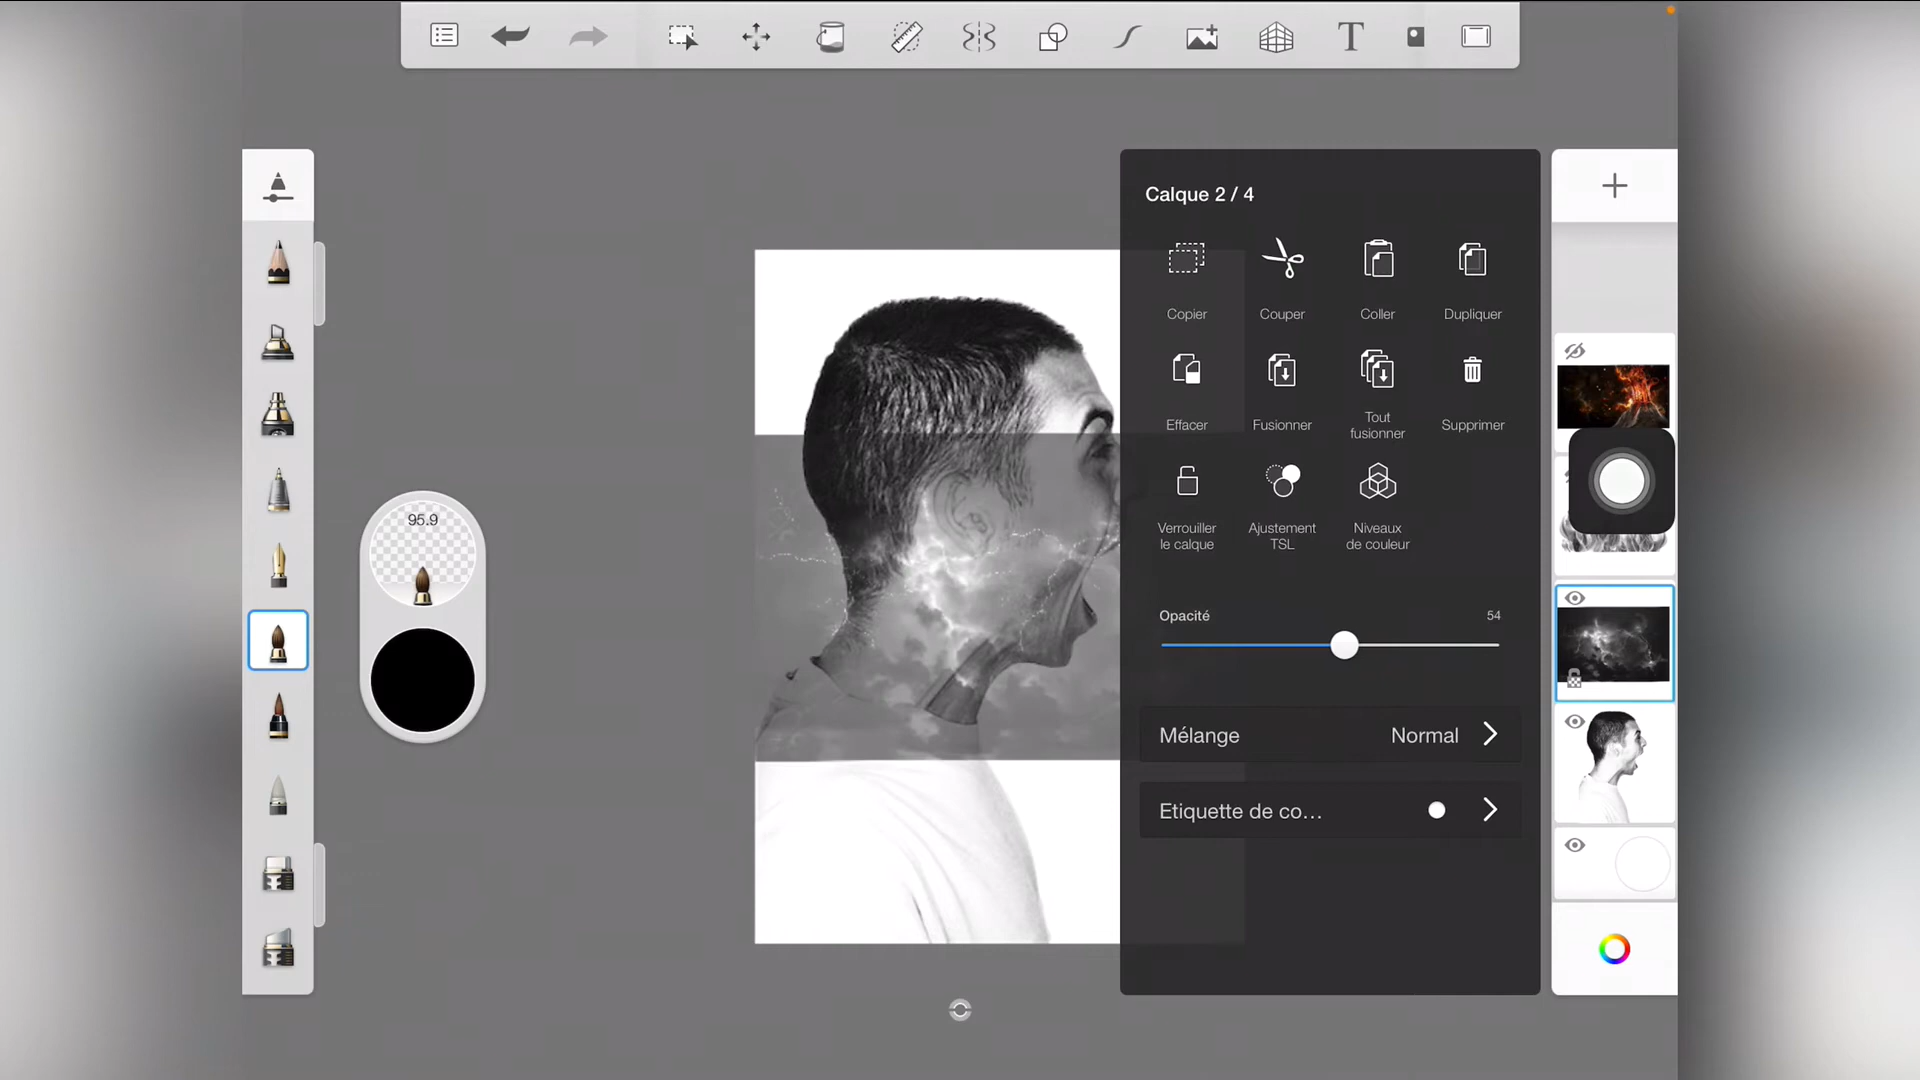 T
Calque 2 / 4
Copier
Couper
Coller
Dupliquer
Effacer
Fusionner
Tout
fusionner
Supprimer
Verrouiller
le calque
Ajustement
TSL
Niveaux
de couleur
95.9
Opacité
54
Mélange
Normal
Etiquette de co...